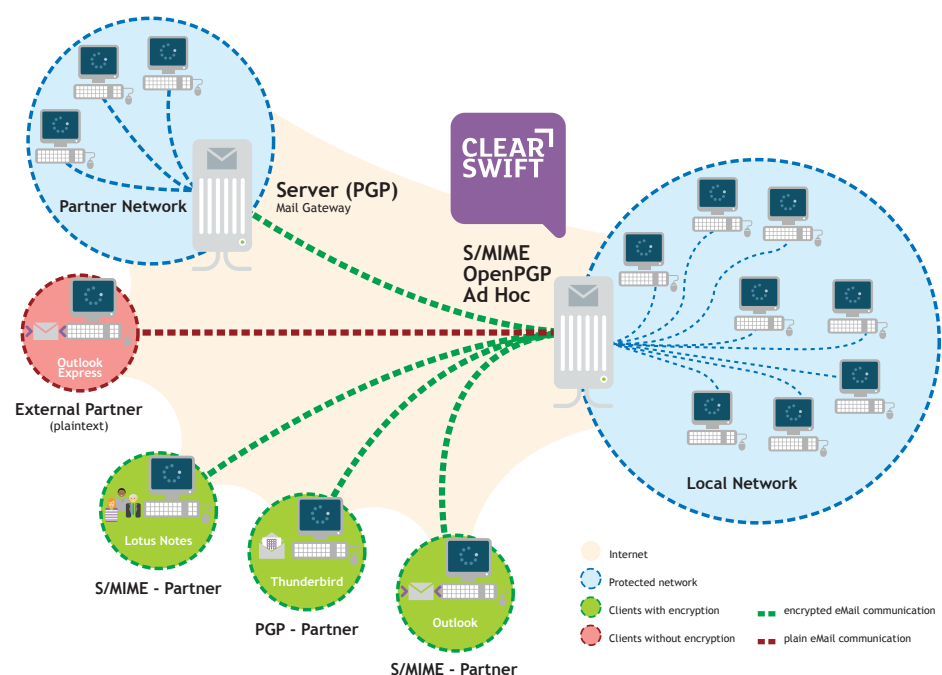 CLEAR
SWIFT
Server (PGP)
Mail Gateway
Partner Network
S/MIME
OpenPGP
Ad Hoc
Outlook
Express
External Partner
(plaintext)
Local Network
Lotus Notes
S/MIME - Partner
Thunderbird
PGP - Partner
Outlook
S/MIME - Partner
Internet
Protected network
Clients with encryption
encrypted eMail communication
Clients without encryption
plain eMail communication